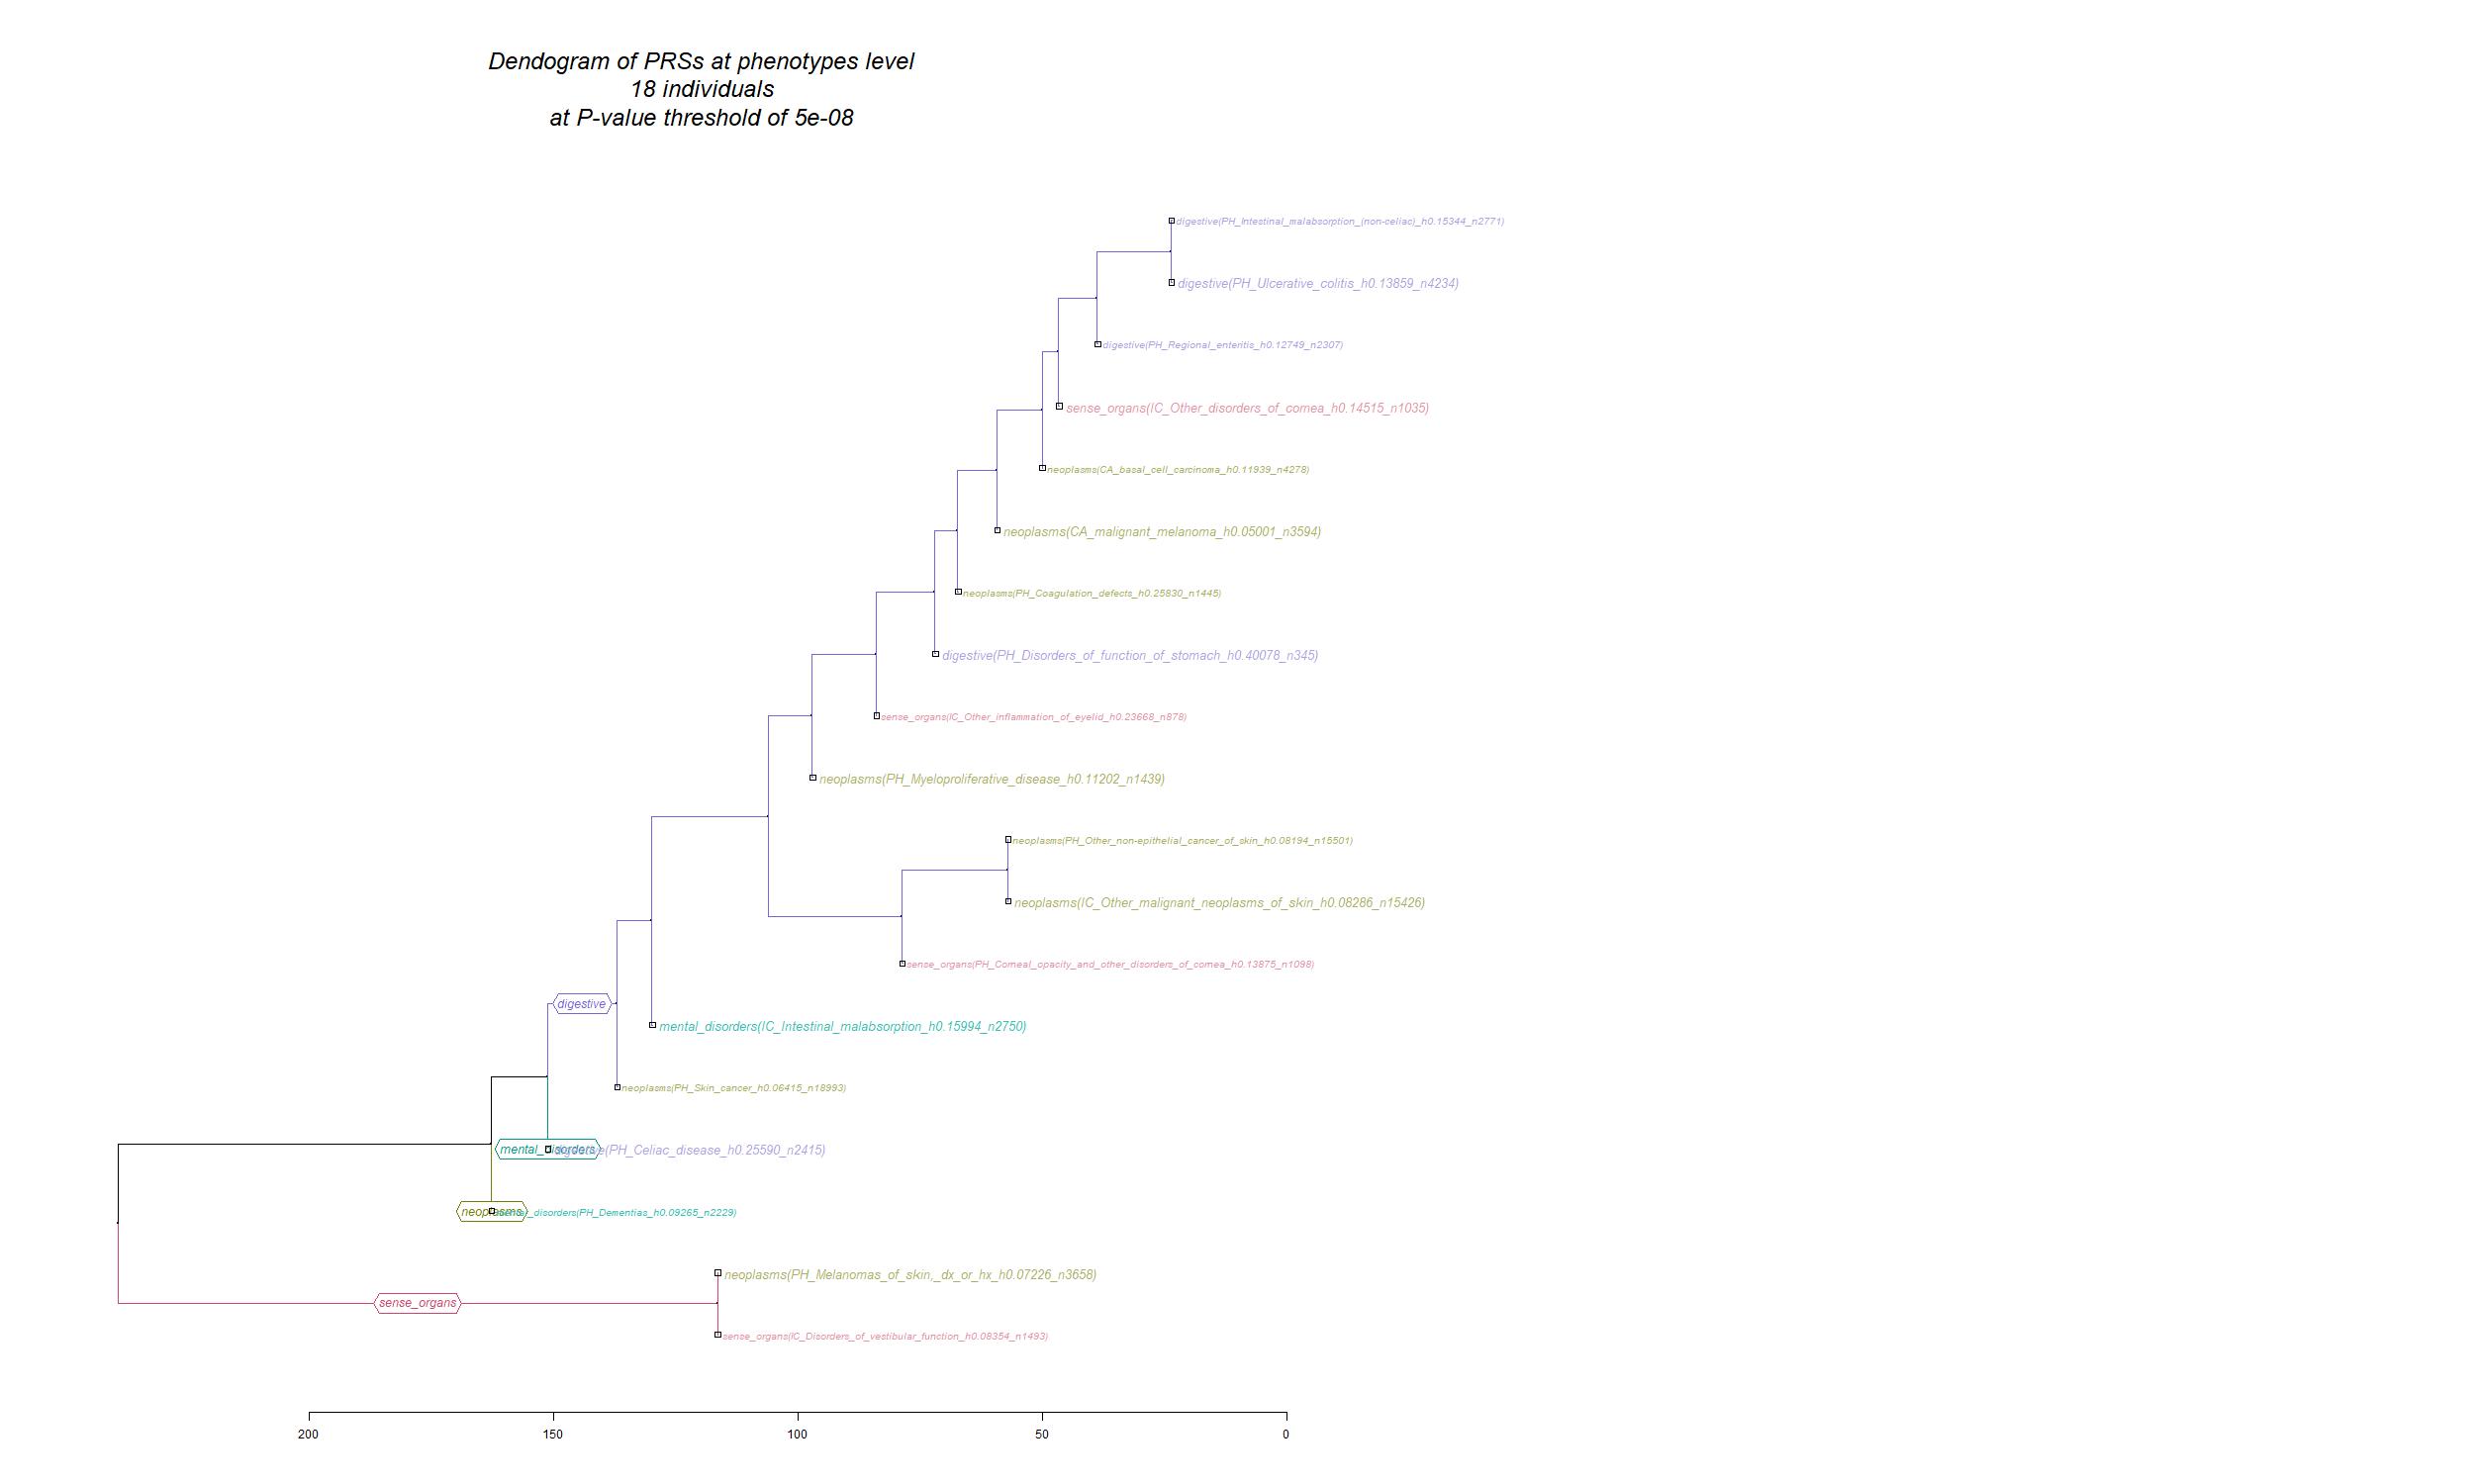 Dendogram of PRSs at phenotypes level
18 individuals
at P-value threshold of 5e-08
digestive(PH_Intestinal_malabsorption_(non-celiac)_h0.15344_n2771)
digestive(PH_Ulcerative_colitis_h0.13859_n4234)
digestive(PH_Regional_enteritis_h0.12749_n2307)
sense_organs(IC_Other_disorders_of_cornea_h0.14515_n1035)
neoplasms(CA_basal_cell_carcinoma_h0.11939_n4278)
neoplasms(CA_malignant_melanoma_h0.05001_n3594)
neoplasms(PH_Coagulation_defects_h0.25830_n1445)
digestive(PH_Disorders_of_function_of_stomach_h0.40078_n345)
sense_organs(IC_Other_inflammation_of_eyelid_h0.23668_n878)
neoplasms(PH_Myeloproliferative_disease_h0.11202_n1439)
neoplasms(PH_Other_non-epithelial_cancer_of_skin_h0.08194_n15501)
neoplasms(IC_Other_malignant_neoplasms_of_skin_h0.08286_n15426)
sense_organs(PH_Corneal_opacity_and_other_disorders_of_cornea_h0.13875_n1098)
digestive
mental_disorders(IC_Intestinal_malabsorption_h0.15994_n2750)
neoplasms(PH_Skin_cancer_h0.06415_n18993)
mental_disorders digestive(PH_Celiac_disease_h0.25590_n2415)
neoplasms mental_disorders(PH_Dementias_h0.09265_n2229)
neoplasms(PH_Melanomas_of_skin,_dx_or_hx_h0.07226_n3658)
sense_organs
sense_organs(IC_Disorders_of_vestibular_function_h0.08354_n1493)
200 150 100 50 0